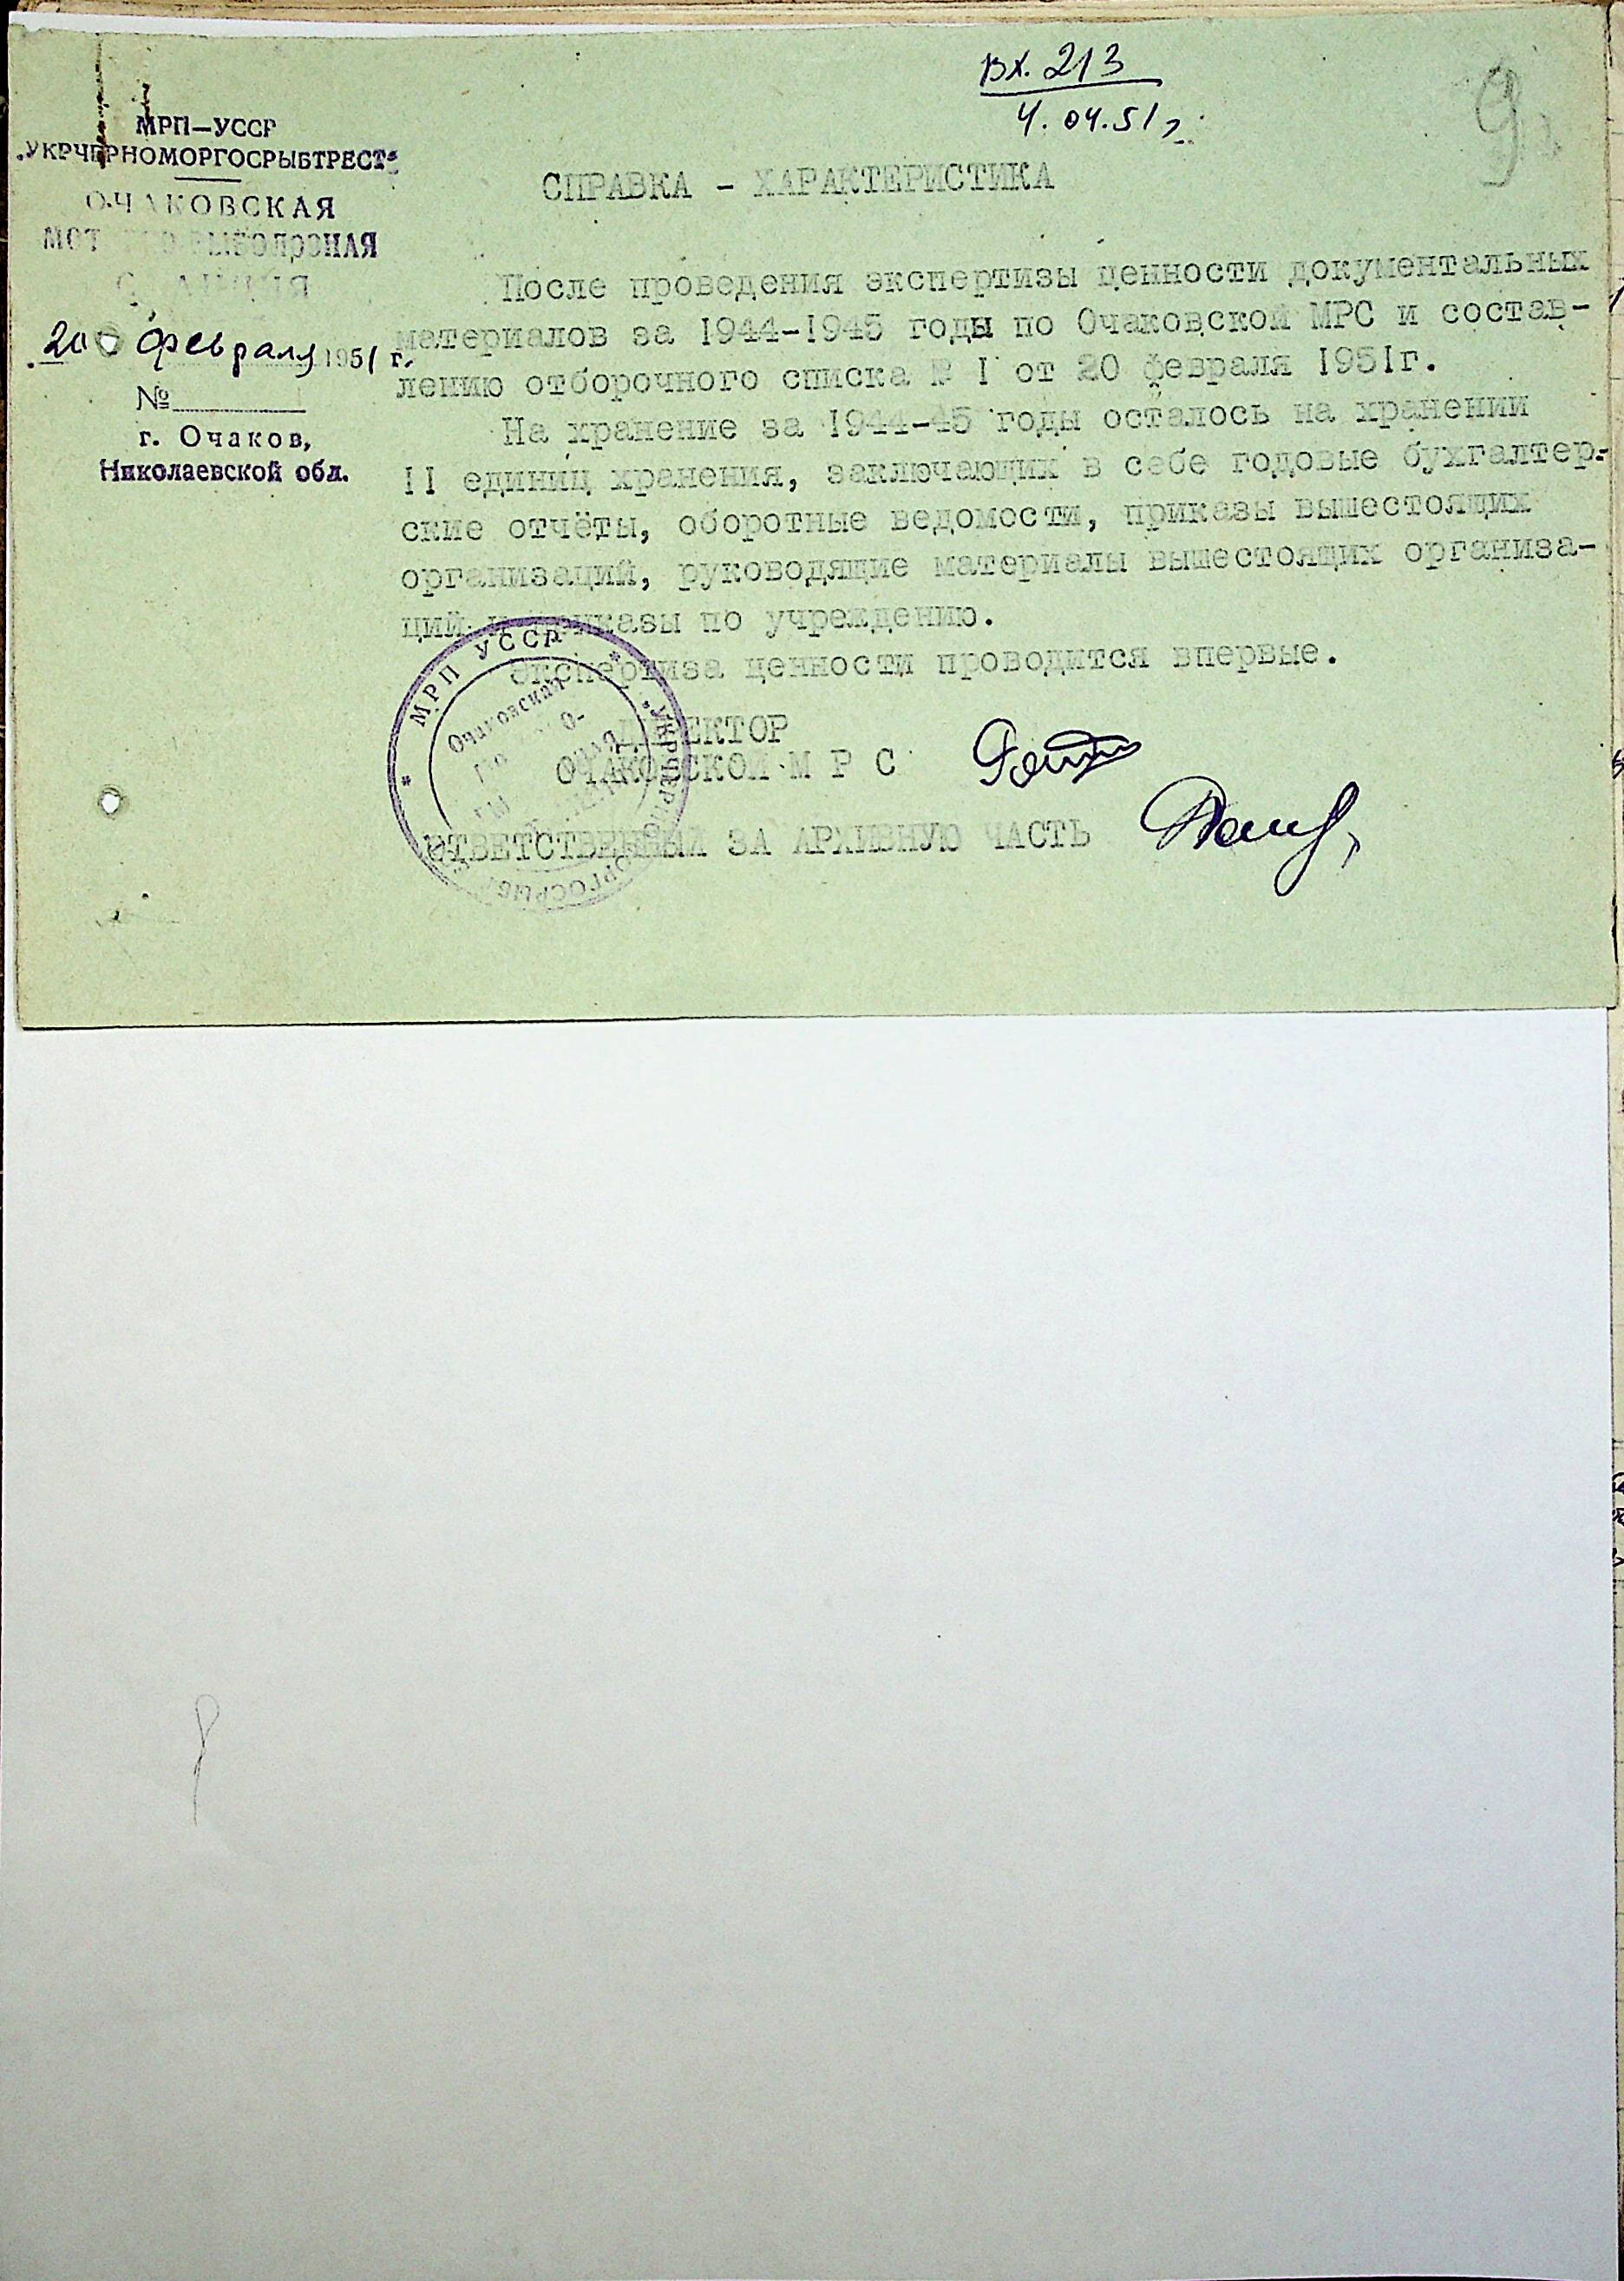 Вх. 213
4.04.51 г.
9
МРП—УССР
„УКРЧЕРНОМОРГОСРЫБТРЕСТ“
ОЧАКОВСКАЯ
20 февраля 1951 г.
№
г. Очаков,
Николаевской обл.
СПРАВКА - ХАРАКТЕРИСТИКА
После проведения экспертизы ценности документальных
материалов за 1944-1945 годы по Очаковской МРС и состав-
лению отборочного списка № I от 20 февраля 1951г.
На хранение за 1944-45 годы осталось на хранении
II единиц хранения, заключающих в себе годовые бухгалтер-
ские отчёты, оборотные ведомости, приказы вышестоящих
организаций, руководящие материалы вышестоящих организа-
ций и приказы по учреждению.
Экспертиза ценности проводится впервые.
ДИРЕКТОР
ОЧАКОВСКОЙ М Р С
ОТВЕТСТВЕННЫЙ ЗА АРХИВНУЮ ЧАСТЬ
МРП УССР
Очаковская